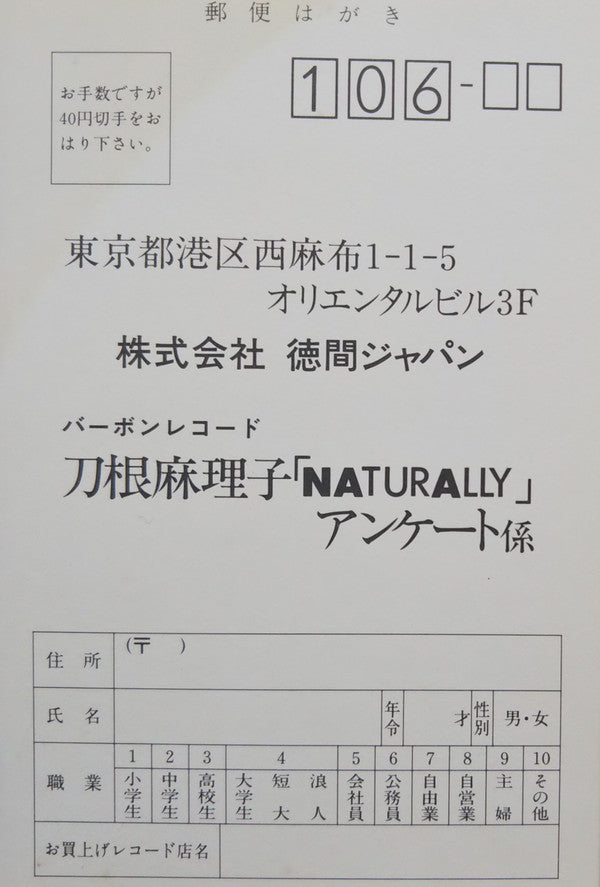 郵便はがき
お手数ですが
40円切手をお
はり下さい。
106-□□
東京都港区西麻布1-1-5
オリエンタルビル3F
株式会社 徳間ジャパン
バーボンレコード
刀根麻理子「NATURALLY」
アンケート係
住所 (〒 )
氏名 年令 才 性別 男・女
職業
1 小学生
2 中学生
3 高校生
4 大学生 短大 浪人
5 会社員
6 公務員
7 自由業
8 自営業
9 主婦
10 その他
お買上げレコード店名